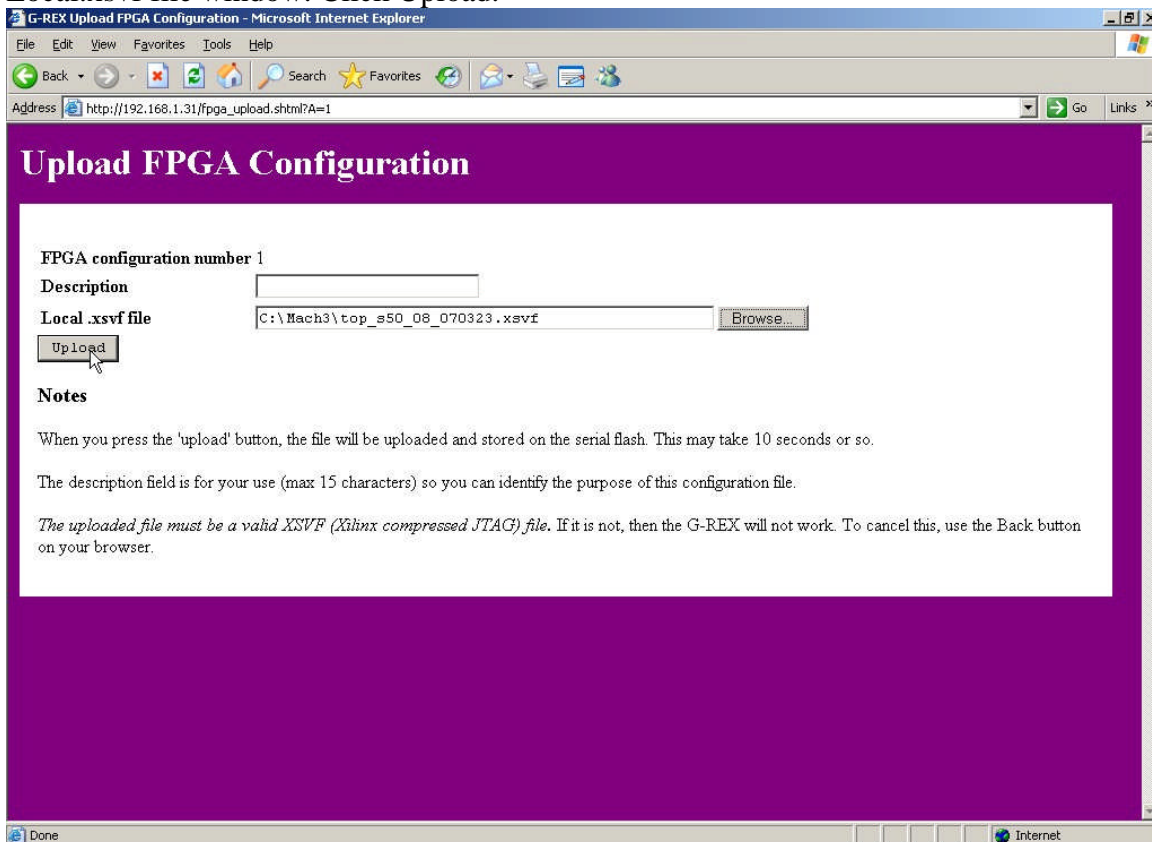 G-REX Upload FPGA Configuration - Microsoft Internet Explorer
File Edit View Favorites Tools Help
Back Search Favorites
Address http://192.168.1.31/fpga_upload.shtml?A=1 Go Links »
Upload FPGA Configuration
FPGA configuration number 1
Description
Local .xsvf file C:\Mach3\top_s50_08_070323.xsvf Browse...
Upload
Notes
When you press the 'upload' button, the file will be uploaded and stored on the serial flash. This may take 10 seconds or so.
The description field is for your use (max 15 characters) so you can identify the purpose of this configuration file.
The uploaded file must be a valid XSVF (Xilinx compressed JTAG) file. If it is not, then the G-REX will not work. To cancel this, use the Back button
on your browser.
Done Internet